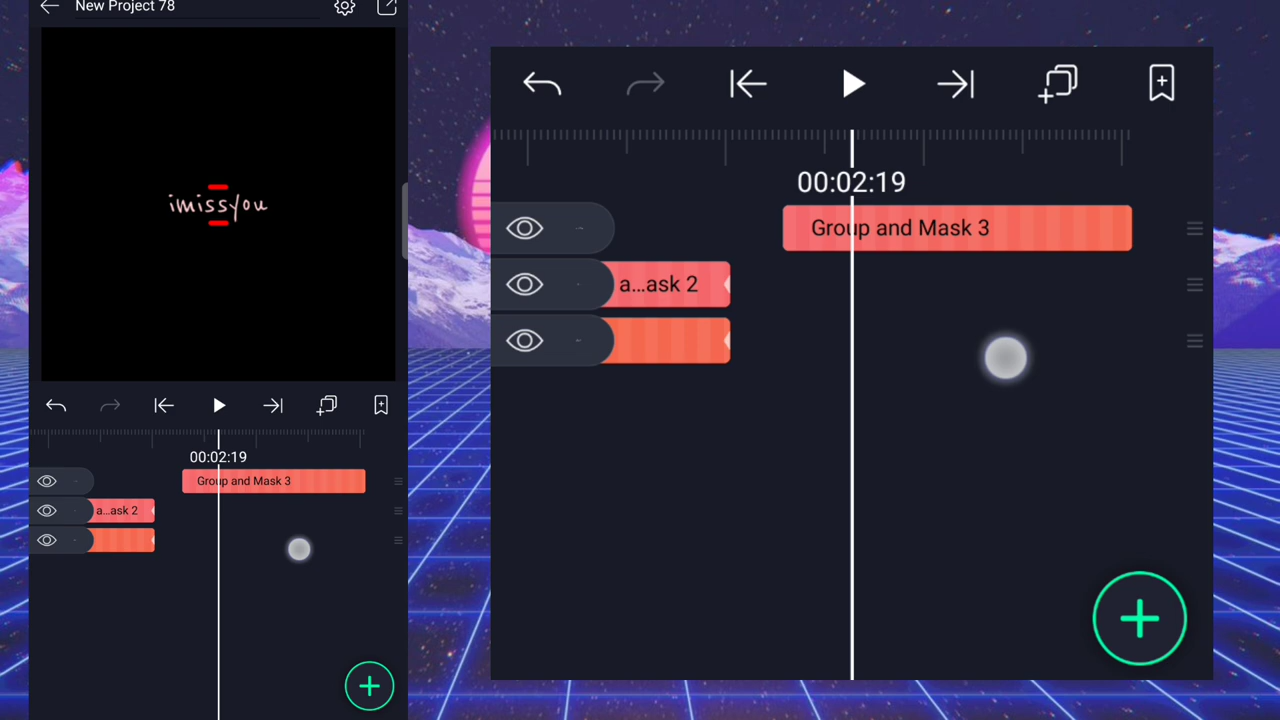 New Project 78
imissyou
00:02:19
Group and Mask 3
a...ask 2
00:02:19
Group and Mask 3
a...ask 2